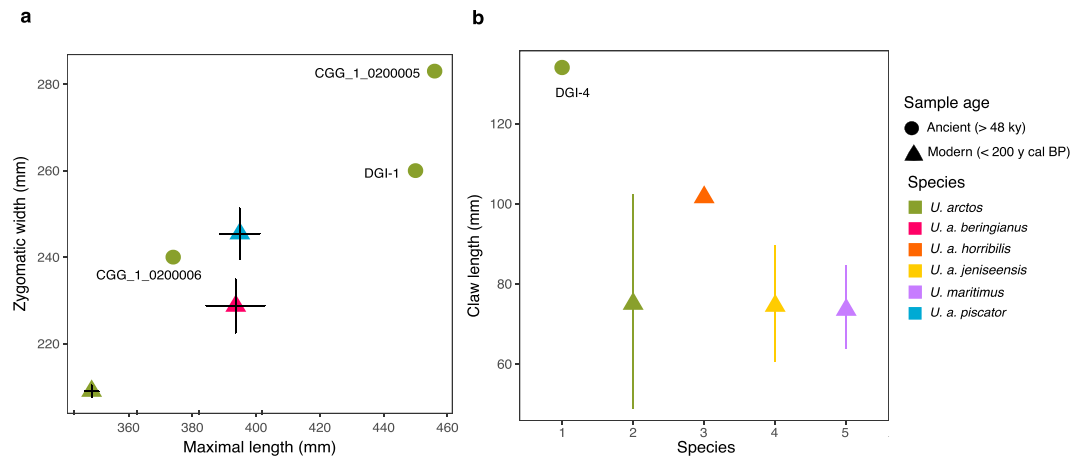 a
Zygomatic width (mm)
280
260
240
220
CGG_1_0200005
DGI-1
CGG_1_0200006
360
380
400
420
440
460
Maximal length (mm)
b
Claw length (mm)
120
100
80
60
DGI-4
1
2
3
4
5
Species
Sample age
Ancient (> 48 ky)
Modern (< 200 y cal BP)
Species
U. arctos
U. a. beringianus
U. a. horribilis
U. a. jeniseensis
U. maritimus
U. a. piscator